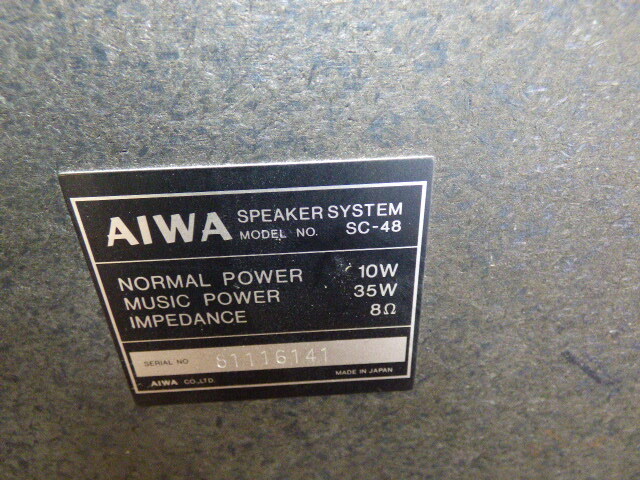 AIWA SPEAKER SYSTEM
MODEL NO. SC-48
NORMAL POWER 10W
MUSIC POWER 35W
IMPEDANCE 8Ω
SERIAL NO 61116141
AIWA CO.,LTD. MADE IN JAPAN